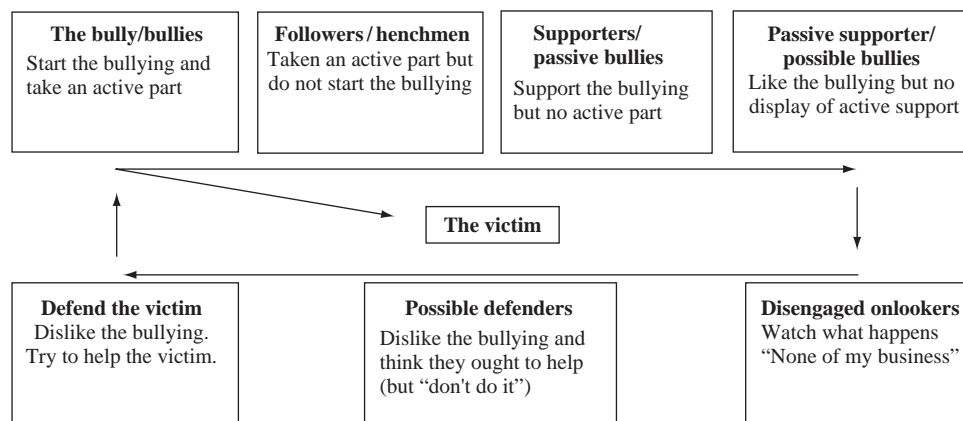 The bully/bullies
Start the bullying and
take an active part
Followers / henchmen
Taken an active part but
do not start the bullying
Supporters/
passive bullies
Support the bullying
but no active part
Passive supporter/
possible bullies
Like the bullying but no
display of active support
The victim
Defend the victim
Dislike the bullying.
Try to help the victim.
Possible defenders
Dislike the bullying and
think they ought to help
(but “don't do it”)
Disengaged onlookers
Watch what happens
“None of my business”